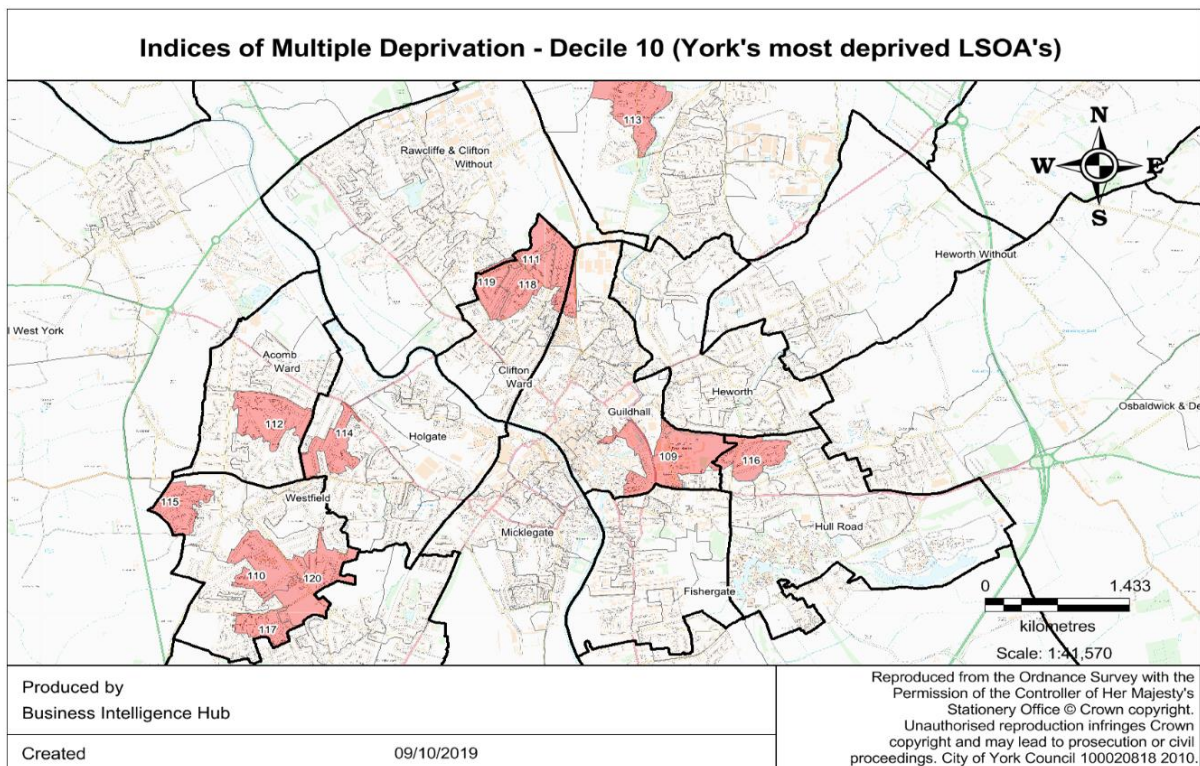 Indices of Multiple Deprivation - Decile 10 (York's most deprived LSOA's)
113
N
W
E
S
Rawcliffe & Clifton
Without
Heworth Without
111
119
118
l West York
Acomb
Ward
Clifton
Ward
Heworth
Osbaldwick & De
Guildhall
112
114
Holgate
109
116
115
Westfield
Micklegate
Hull Road
110
120
Fishergate
117
0
1.433
kilometres
Scale: 1:41,570
Produced by
Business Intelligence Hub
Created 09/10/2019
Reproduced from the Ordnance Survey with the
Permission of the Controller of Her Majesty's
Stationery Office © Crown copyright.
Unauthorised reproduction infringes Crown
copyright and may lead to prosecution or civil
proceedings. City of York Council 100020818 2010